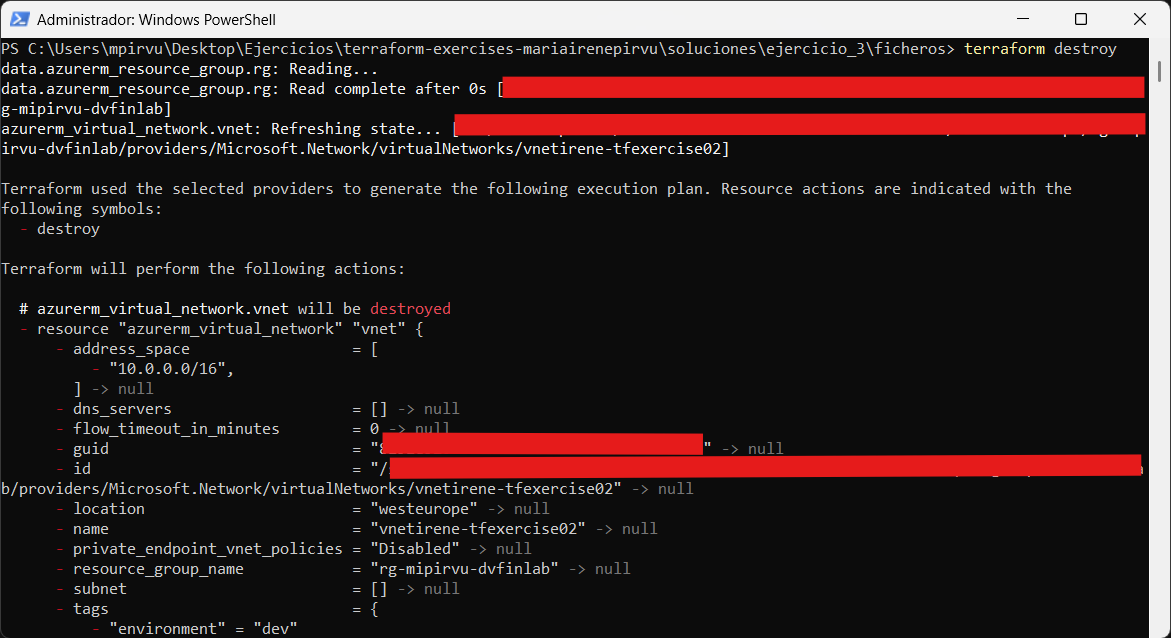 Administrador: Windows PowerShell
PS C:\Users\mpirvu\Desktop\Ejercicios\terraform-exercises-mariairenepirvu\soluciones\ejercicio_3\ficheros> terraform destroy
data.azurerm_resource_group.rg: Reading...
data.azurerm_resource_group.rg: Read complete after 0s [
g-mipirvu-dvfinlab]
azurerm_virtual_network.vnet: Refreshing state... [
irvu-dvfinlab/providers/Microsoft.Network/virtualNetworks/vnetirene-tfexercise02]
Terraform used the selected providers to generate the following execution plan. Resource actions are indicated with the
following symbols:
- destroy
Terraform will perform the following actions:
# azurerm_virtual_network.vnet will be destroyed
- resource "azurerm_virtual_network" "vnet" {
- address_space = [
- "10.0.0.0/16",
] -> null
- dns_servers = [] -> null
- flow_timeout_in_minutes = 0 -> null
- guid = " " -> null
- id = "/
b/providers/Microsoft.Network/virtualNetworks/vnetirene-tfexercise02" -> null
- location = "westeurope" -> null
- name = "vnetirene-tfexercise02" -> null
- private_endpoint_vnet_policies = "Disabled" -> null
- resource_group_name = "rg-mipirvu-dvfinlab" -> null
- subnet = [] -> null
- tags = {
- "environment" = "dev"